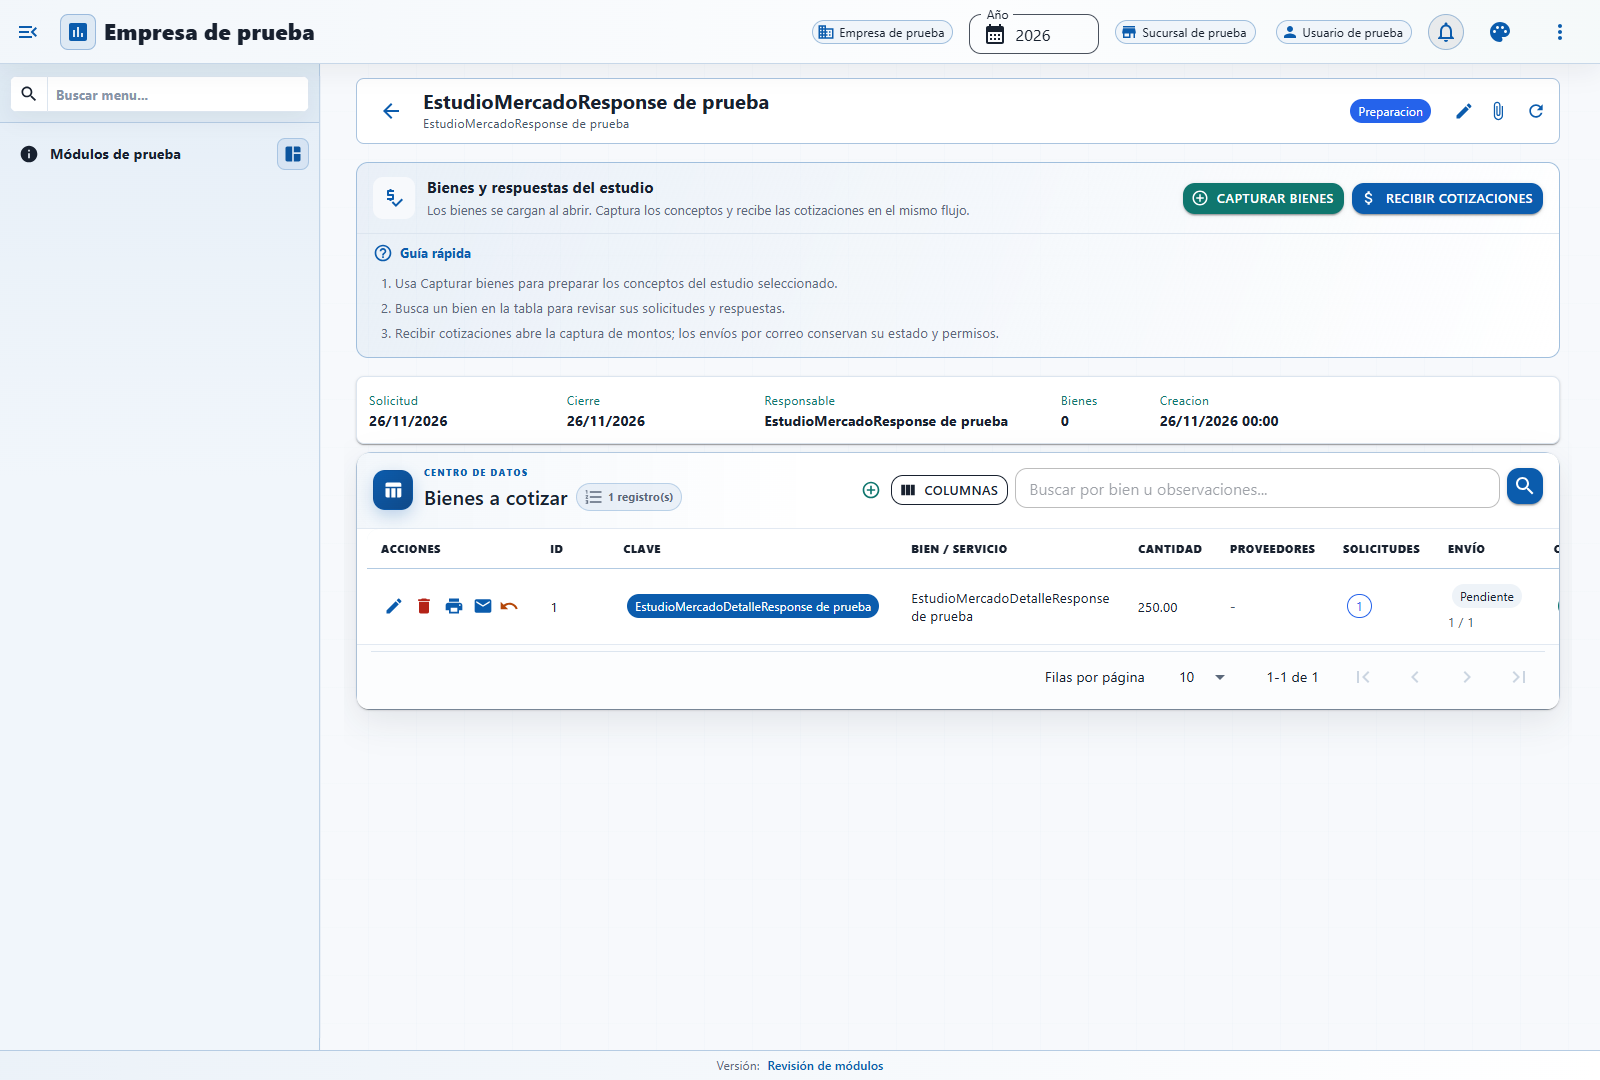 Empresa de prueba
Empresa de prueba
Año
2026
Sucursal de prueba
Usuario de prueba
Buscar menu...
Módulos de prueba
EstudioMercadoResponse de prueba
EstudioMercadoResponse de prueba
Preparacion
Bienes y respuestas del estudio
Los bienes se cargan al abrir. Captura los conceptos y recibe las cotizaciones en el mismo flujo.
CAPTURAR BIENES
RECIBIR COTIZACIONES
Guía rápida
1. Usa Capturar bienes para preparar los conceptos del estudio seleccionado.
2. Busca un bien en la tabla para revisar sus solicitudes y respuestas.
3. Recibir cotizaciones abre la captura de montos; los envíos por correo conservan su estado y permisos.
Solicitud
26/11/2026
Cierre
26/11/2026
Responsable
EstudioMercadoResponse de prueba
Bienes
0
Creacion
26/11/2026 00:00
CENTRO DE DATOS
Bienes a cotizar
1 registro(s)
COLUMNAS
Buscar por bien u observaciones...
ACCIONES ID CLAVE BIEN / SERVICIO CANTIDAD PROVEEDORES SOLICITUDES ENVÍO
1
EstudioMercadoDetalleResponse de prueba
EstudioMercadoDetalleResponse
de prueba
250.00
-
1
Pendiente
1 / 1
Filas por página
10
1-1 de 1
Versión: Revisión de módulos